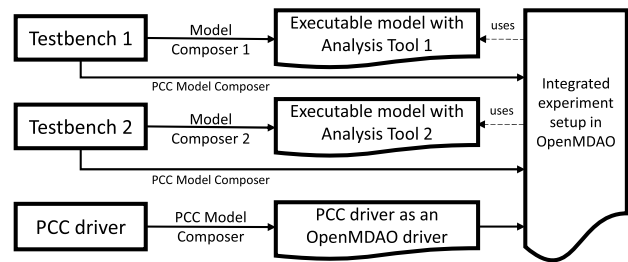 Testbench 1
Model
Composer 1
Executable model with
Analysis Tool 1
uses
PCC Model Composer
Testbench 2
Model
Composer 2
Executable model with
Analysis Tool 2
uses
PCC Model Composer
PCC driver
PCC Model
Composer
PCC driver as an
OpenMDAO driver
Integrated
experiment
setup in
OpenMDAO